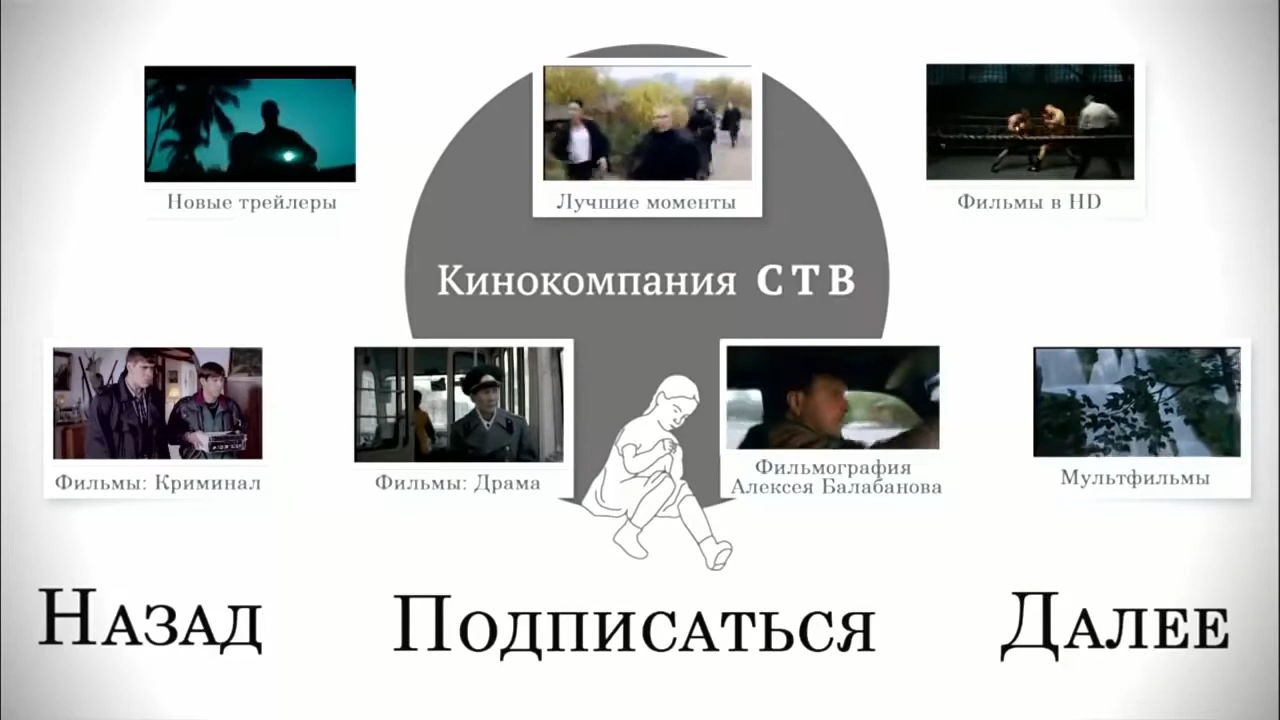 Новые трейлеры
Лучшие моменты
Фильмы в HD
Кинокомпания СТВ
Фильмы: Криминал
Фильмы: Драма
Фильмография
Алексея Балабанова
Мультфильмы
Назад
Подписаться
Далее